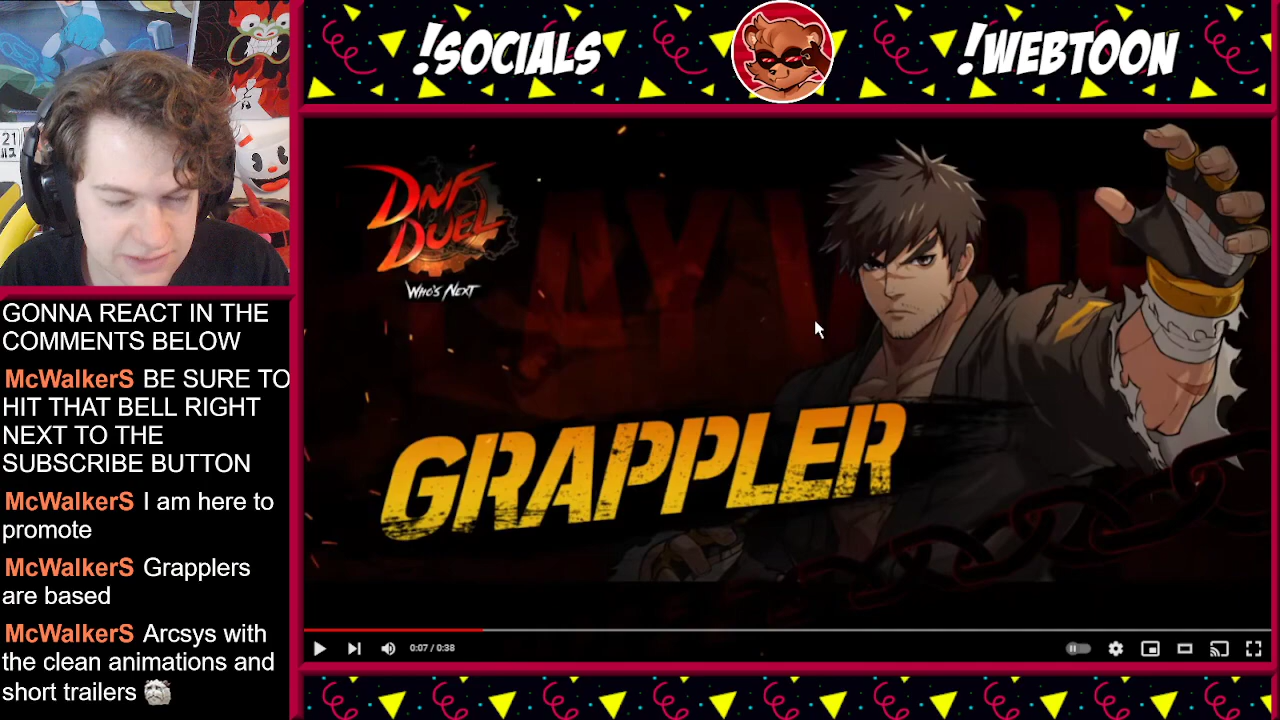 !SOCIALS
!WEBTOON
21
GONNA REACT IN THE
COMMENTS BELOW
McWalkerS BE SURE TO
HIT THAT BELL RIGHT
NEXT TO THE
SUBSCRIBE BUTTON
McWalkerS I am here to
promote
McWalkerS Grapplers
are based
McWalkerS Arcsys with
the clean animations and
short trailers
DNF
DUEL
WHO'S NEXT
GRAPPLER
0:07 / 0:38